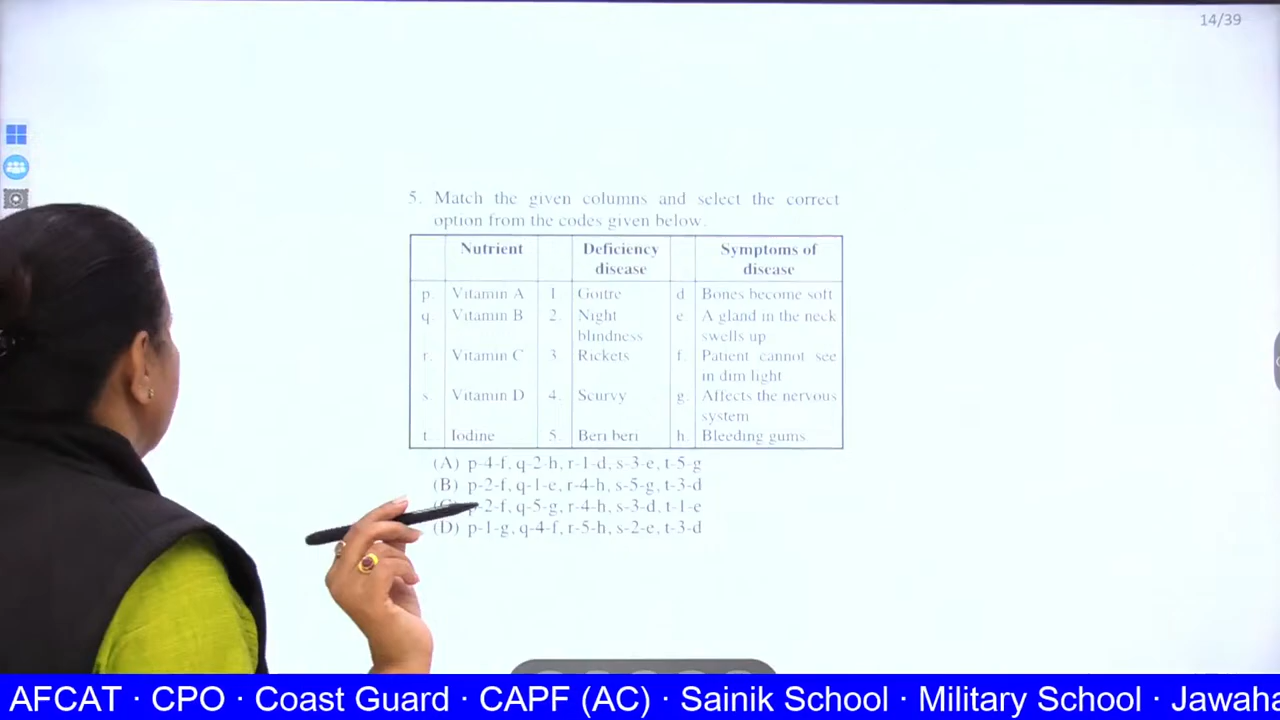 14/39
5. Match the given columns and select the correct
option from the codes given below.
Nutrient Deficiency disease Symptoms of disease
p. Vitamin A 1. Goitre d Bones become soft
q. Vitamin B 2. Night blindness e A gland in the neck swells up
r. Vitamin C 3 Rickets f. Patient cannot see in dim light
s. Vitamin D 4. Scurvy g. Affects the nervous system
t. Iodine 5. Beri beri h. Bleeding gums
(A) p-4-f, q-2-h, r-1-d, s-3-e, t-5-g
(B) p-2-f, q-1-e, r-4-h, s-5-g, t-3-d
(C) p-2-f, q-5-g, r-4-h, s-3-d, t-1-e
(D) p-1-g, q-4-f, r-5-h, s-2-e, t-3-d
AFCAT · CPO · Coast Guard · CAPF (AC) · Sainik School · Military School · Jawaha